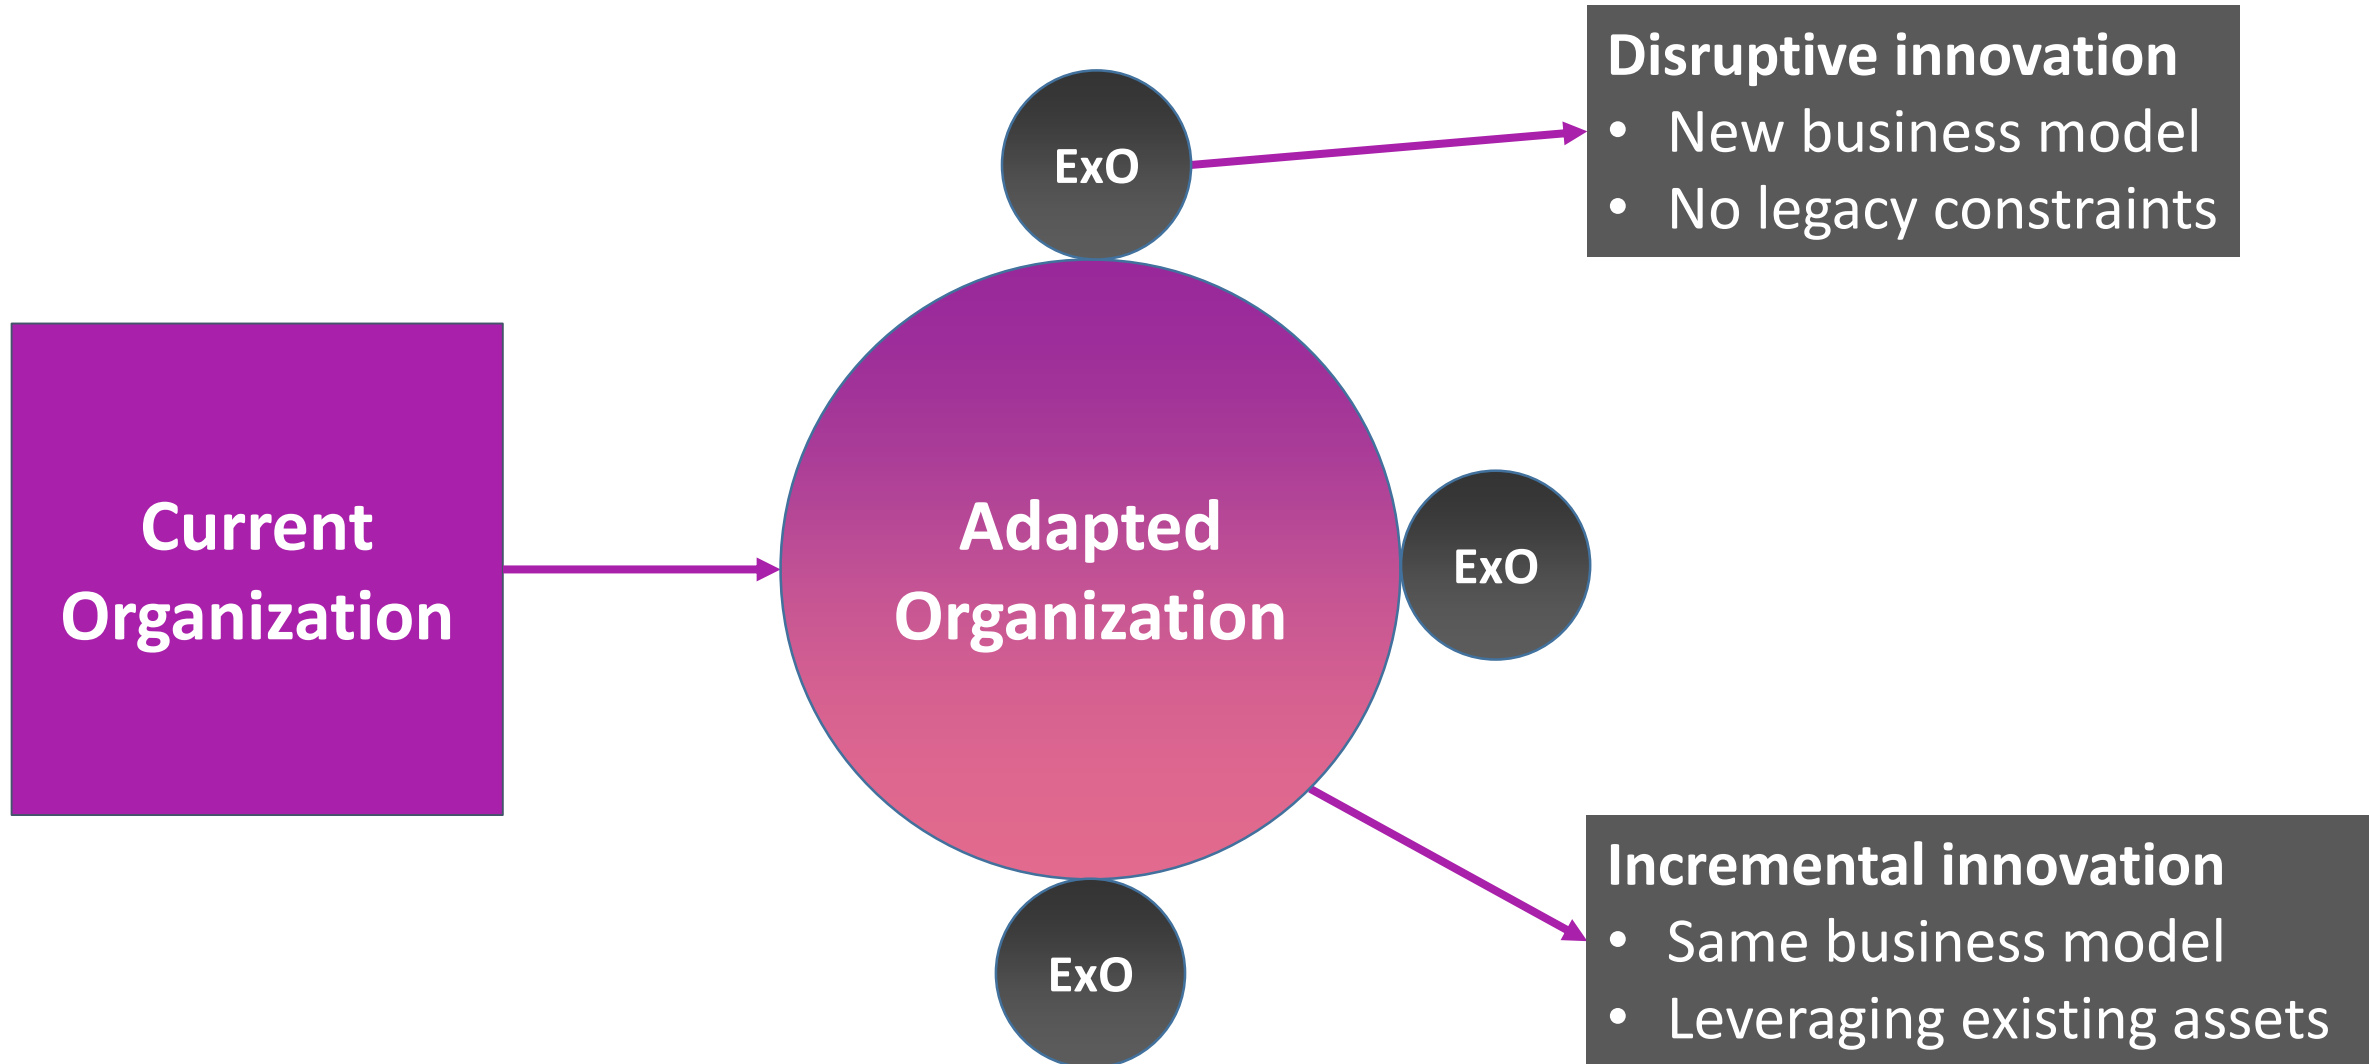 Disruptive innovation
• New business model
• No legacy constraints
ExO
Current
Organization
Adapted
Organization
ExO
Incremental innovation
• Same business model
• Leveraging existing assets
ExO